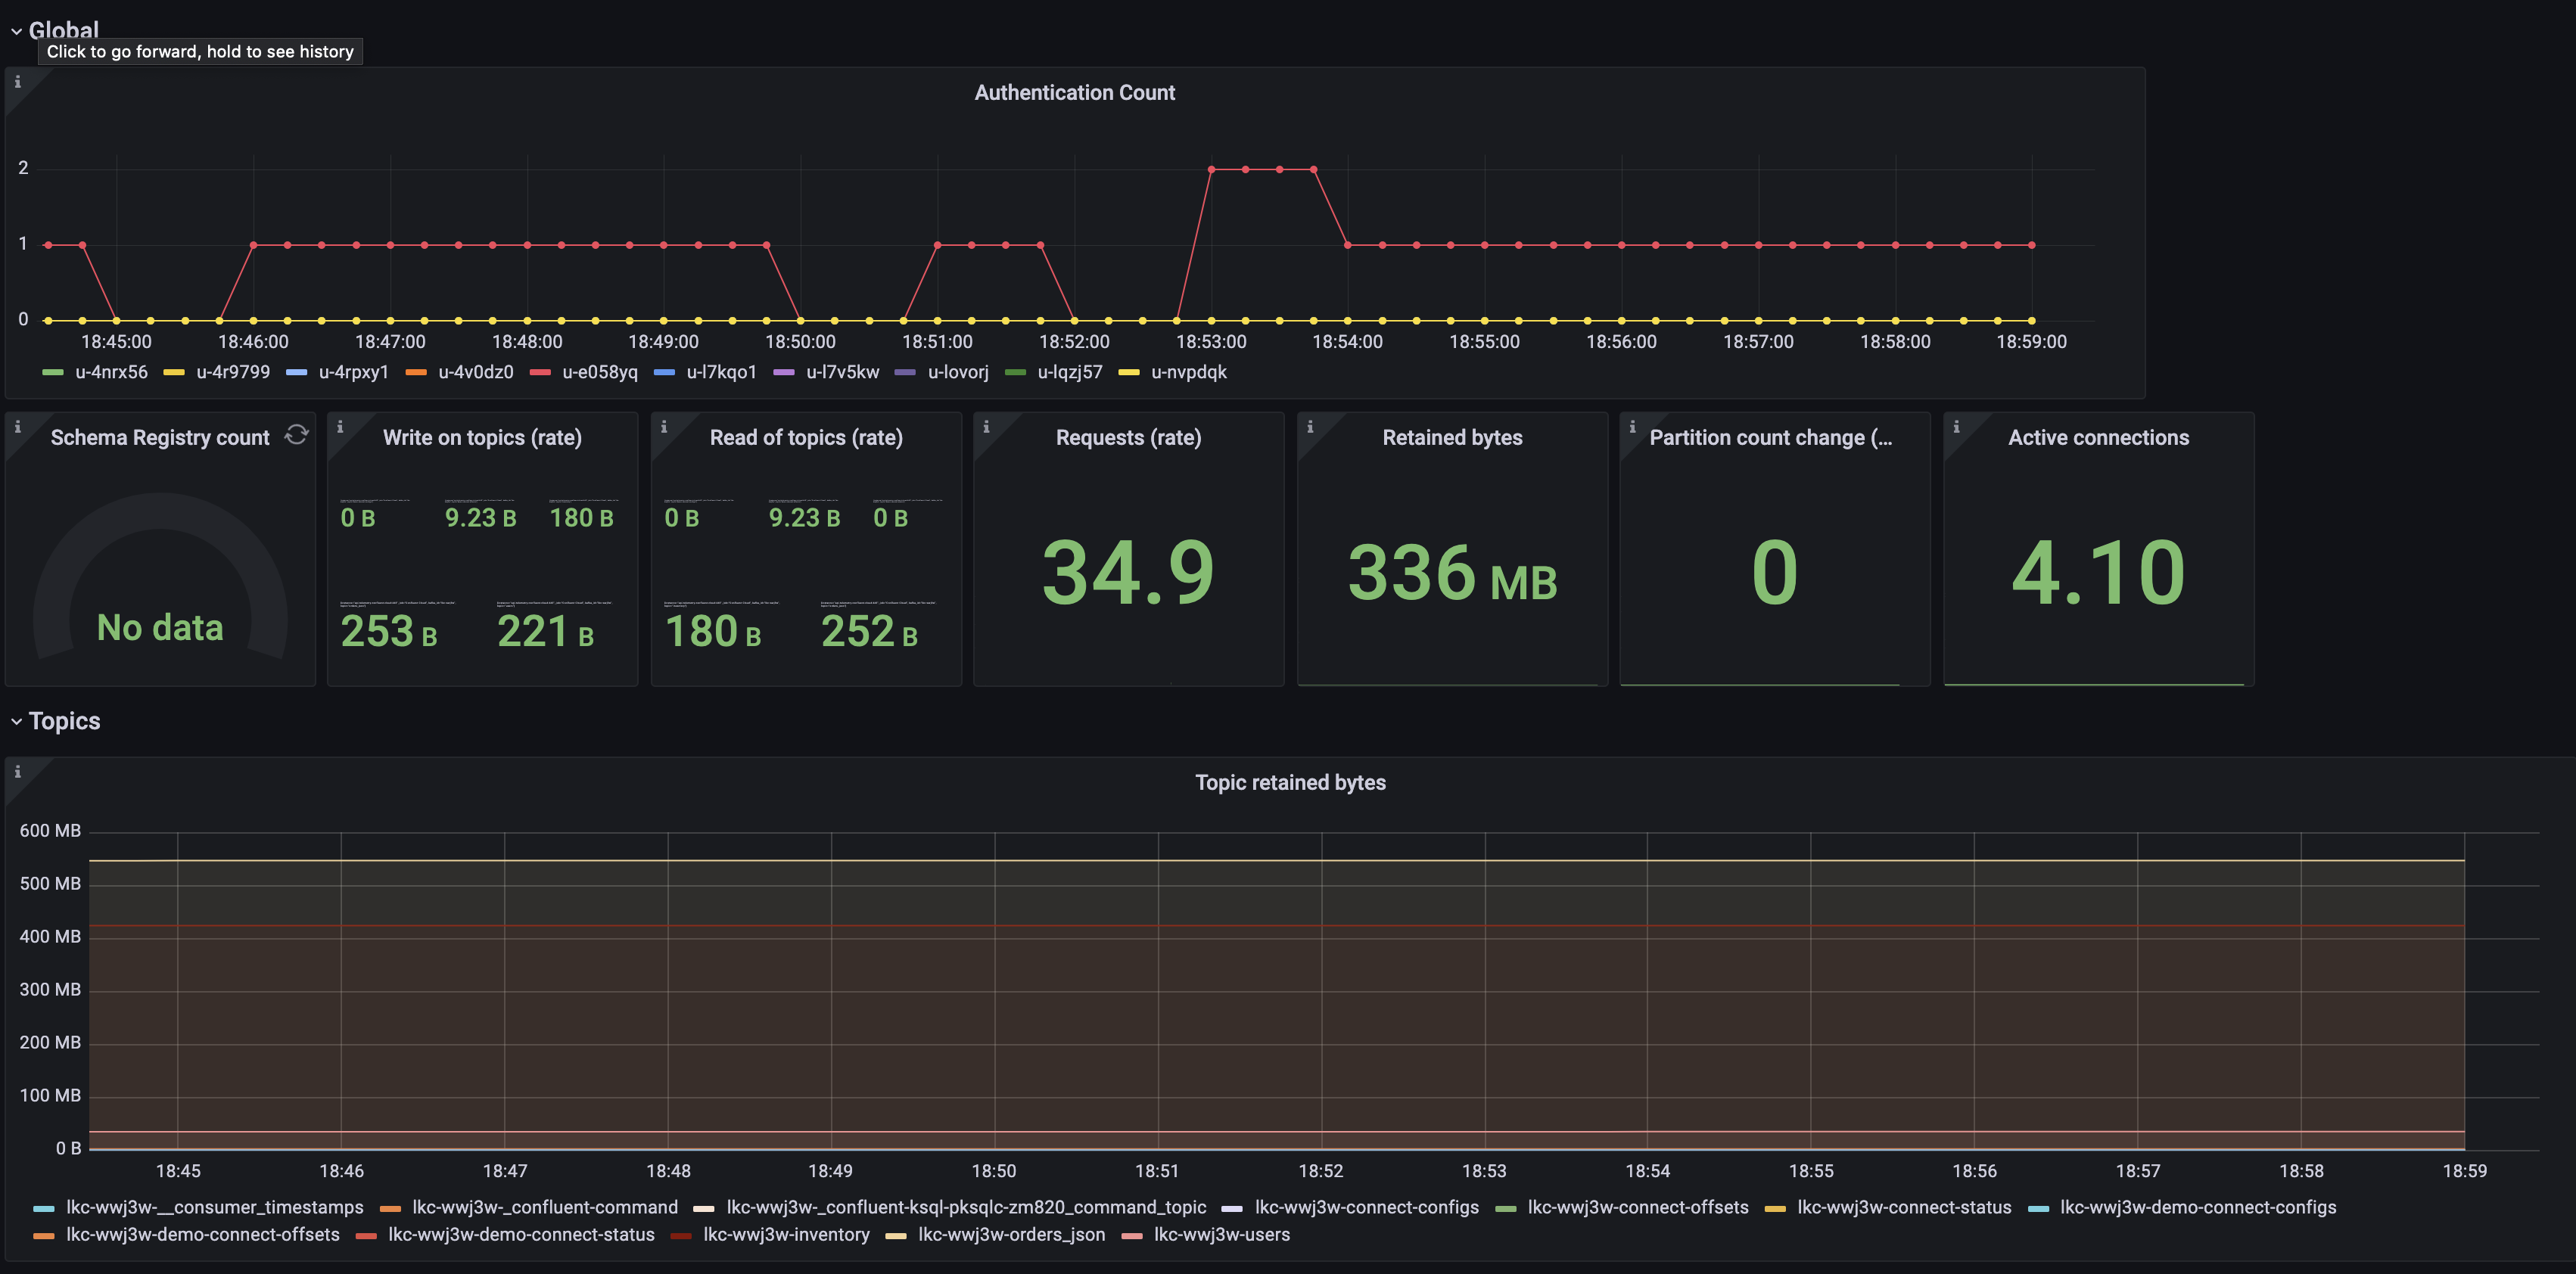 Global
Click to go forward, hold to see history
Authentication Count
2
1
0
18:45:00 18:46:00 18:47:00 18:48:00 18:49:00 18:50:00 18:51:00 18:52:00 18:53:00 18:54:00 18:55:00 18:56:00 18:57:00 18:58:00 18:59:00
u-4nrx56 u-4r9799 u-4rpxy1 u-4v0dz0 u-e058yq u-l7kqo1 u-l7v5kw u-lovorj u-lqzj57 u-nvpdqk
Schema Registry count
No data
Write on topics (rate)
0 B 9.23 B 180 B
253 B 221 B
Read of topics (rate)
0 B 9.23 B 0 B
180 B 252 B
Requests (rate)
34.9
Retained bytes
336 MB
Partition count change (...
0
Active connections
4.10
Topics
Topic retained bytes
600 MB
500 MB
400 MB
300 MB
200 MB
100 MB
0 B
18:45 18:46 18:47 18:48 18:49 18:50 18:51 18:52 18:53 18:54 18:55 18:56 18:57 18:58 18:59
lkc-wwj3w-__consumer_timestamps lkc-wwj3w-_confluent-command lkc-wwj3w-_confluent-ksql-pksqlc-zm820_command_topic lkc-wwj3w-connect-configs lkc-wwj3w-connect-offsets lkc-wwj3w-connect-status lkc-wwj3w-demo-connect-configs
lkc-wwj3w-demo-connect-offsets lkc-wwj3w-demo-connect-status lkc-wwj3w-inventory lkc-wwj3w-orders_json lkc-wwj3w-users